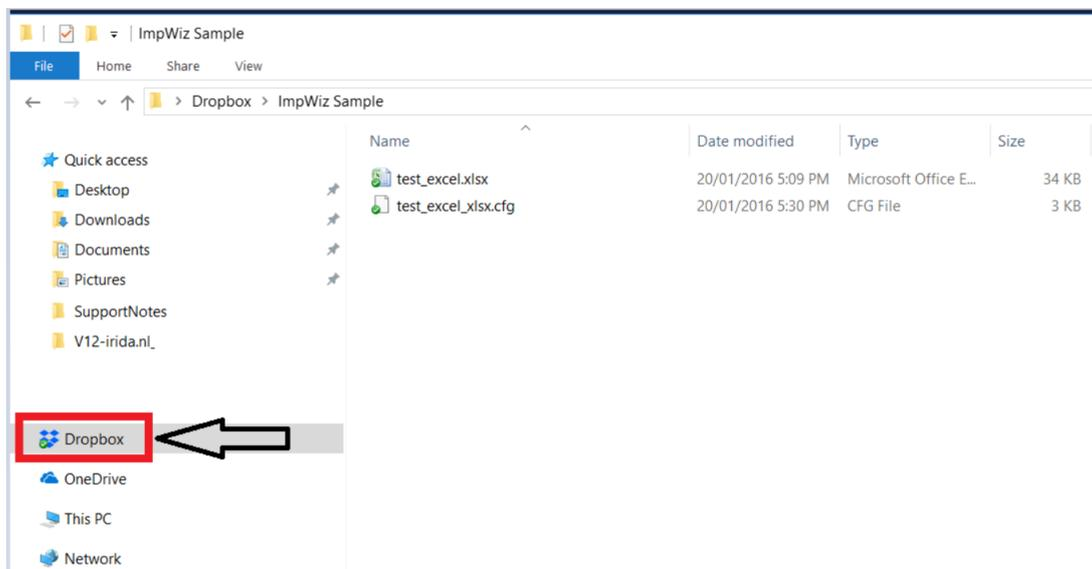 ImpWiz Sample
File Home Share View
Dropbox > ImpWiz Sample
Name Date modified Type Size
Quick access
Desktop
Downloads
Documents
Pictures
SupportNotes
V12-irida.nl_
Dropbox
OneDrive
This PC
Network
test_excel.xlsx 20/01/2016 5:09 PM Microsoft Office E... 34 KB
test_excel_xlsx.cfg 20/01/2016 5:30 PM CFG File 3 KB